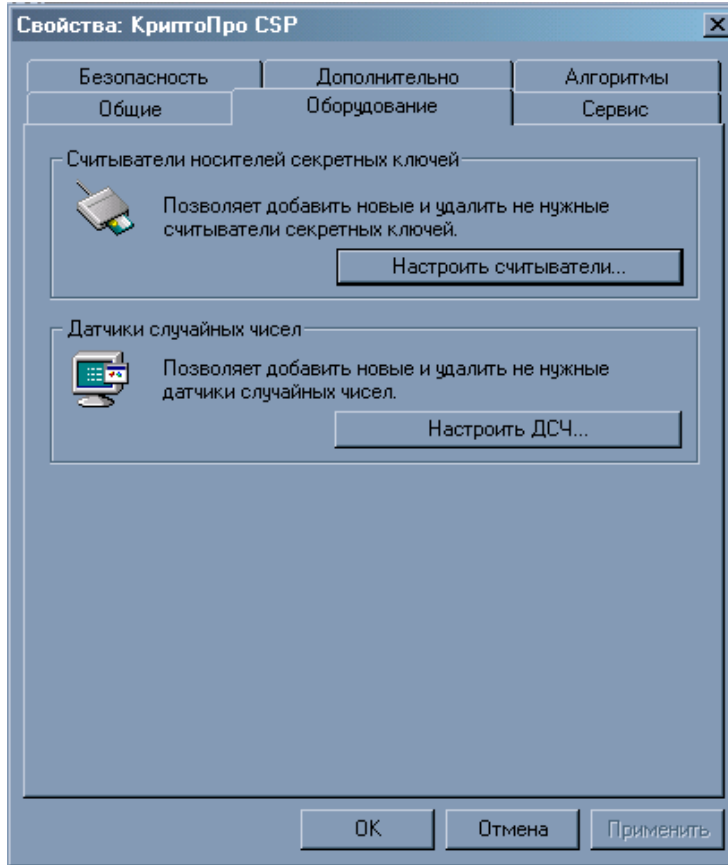 Свойства: КриптоПро CSP
Безопасность
Дополнительно
Алгоритмы
Общие
Оборудование
Сервис
Считыватели носителей секретных ключей
Позволяет добавить новые и удалить не нужные
считыватели секретных ключей.
Настроить считыватели...
Датчики случайных чисел
Позволяет добавить новые и удалить не нужные
датчики случайных чисел.
Настроить ДСЧ...
OK
Отмена
Применить